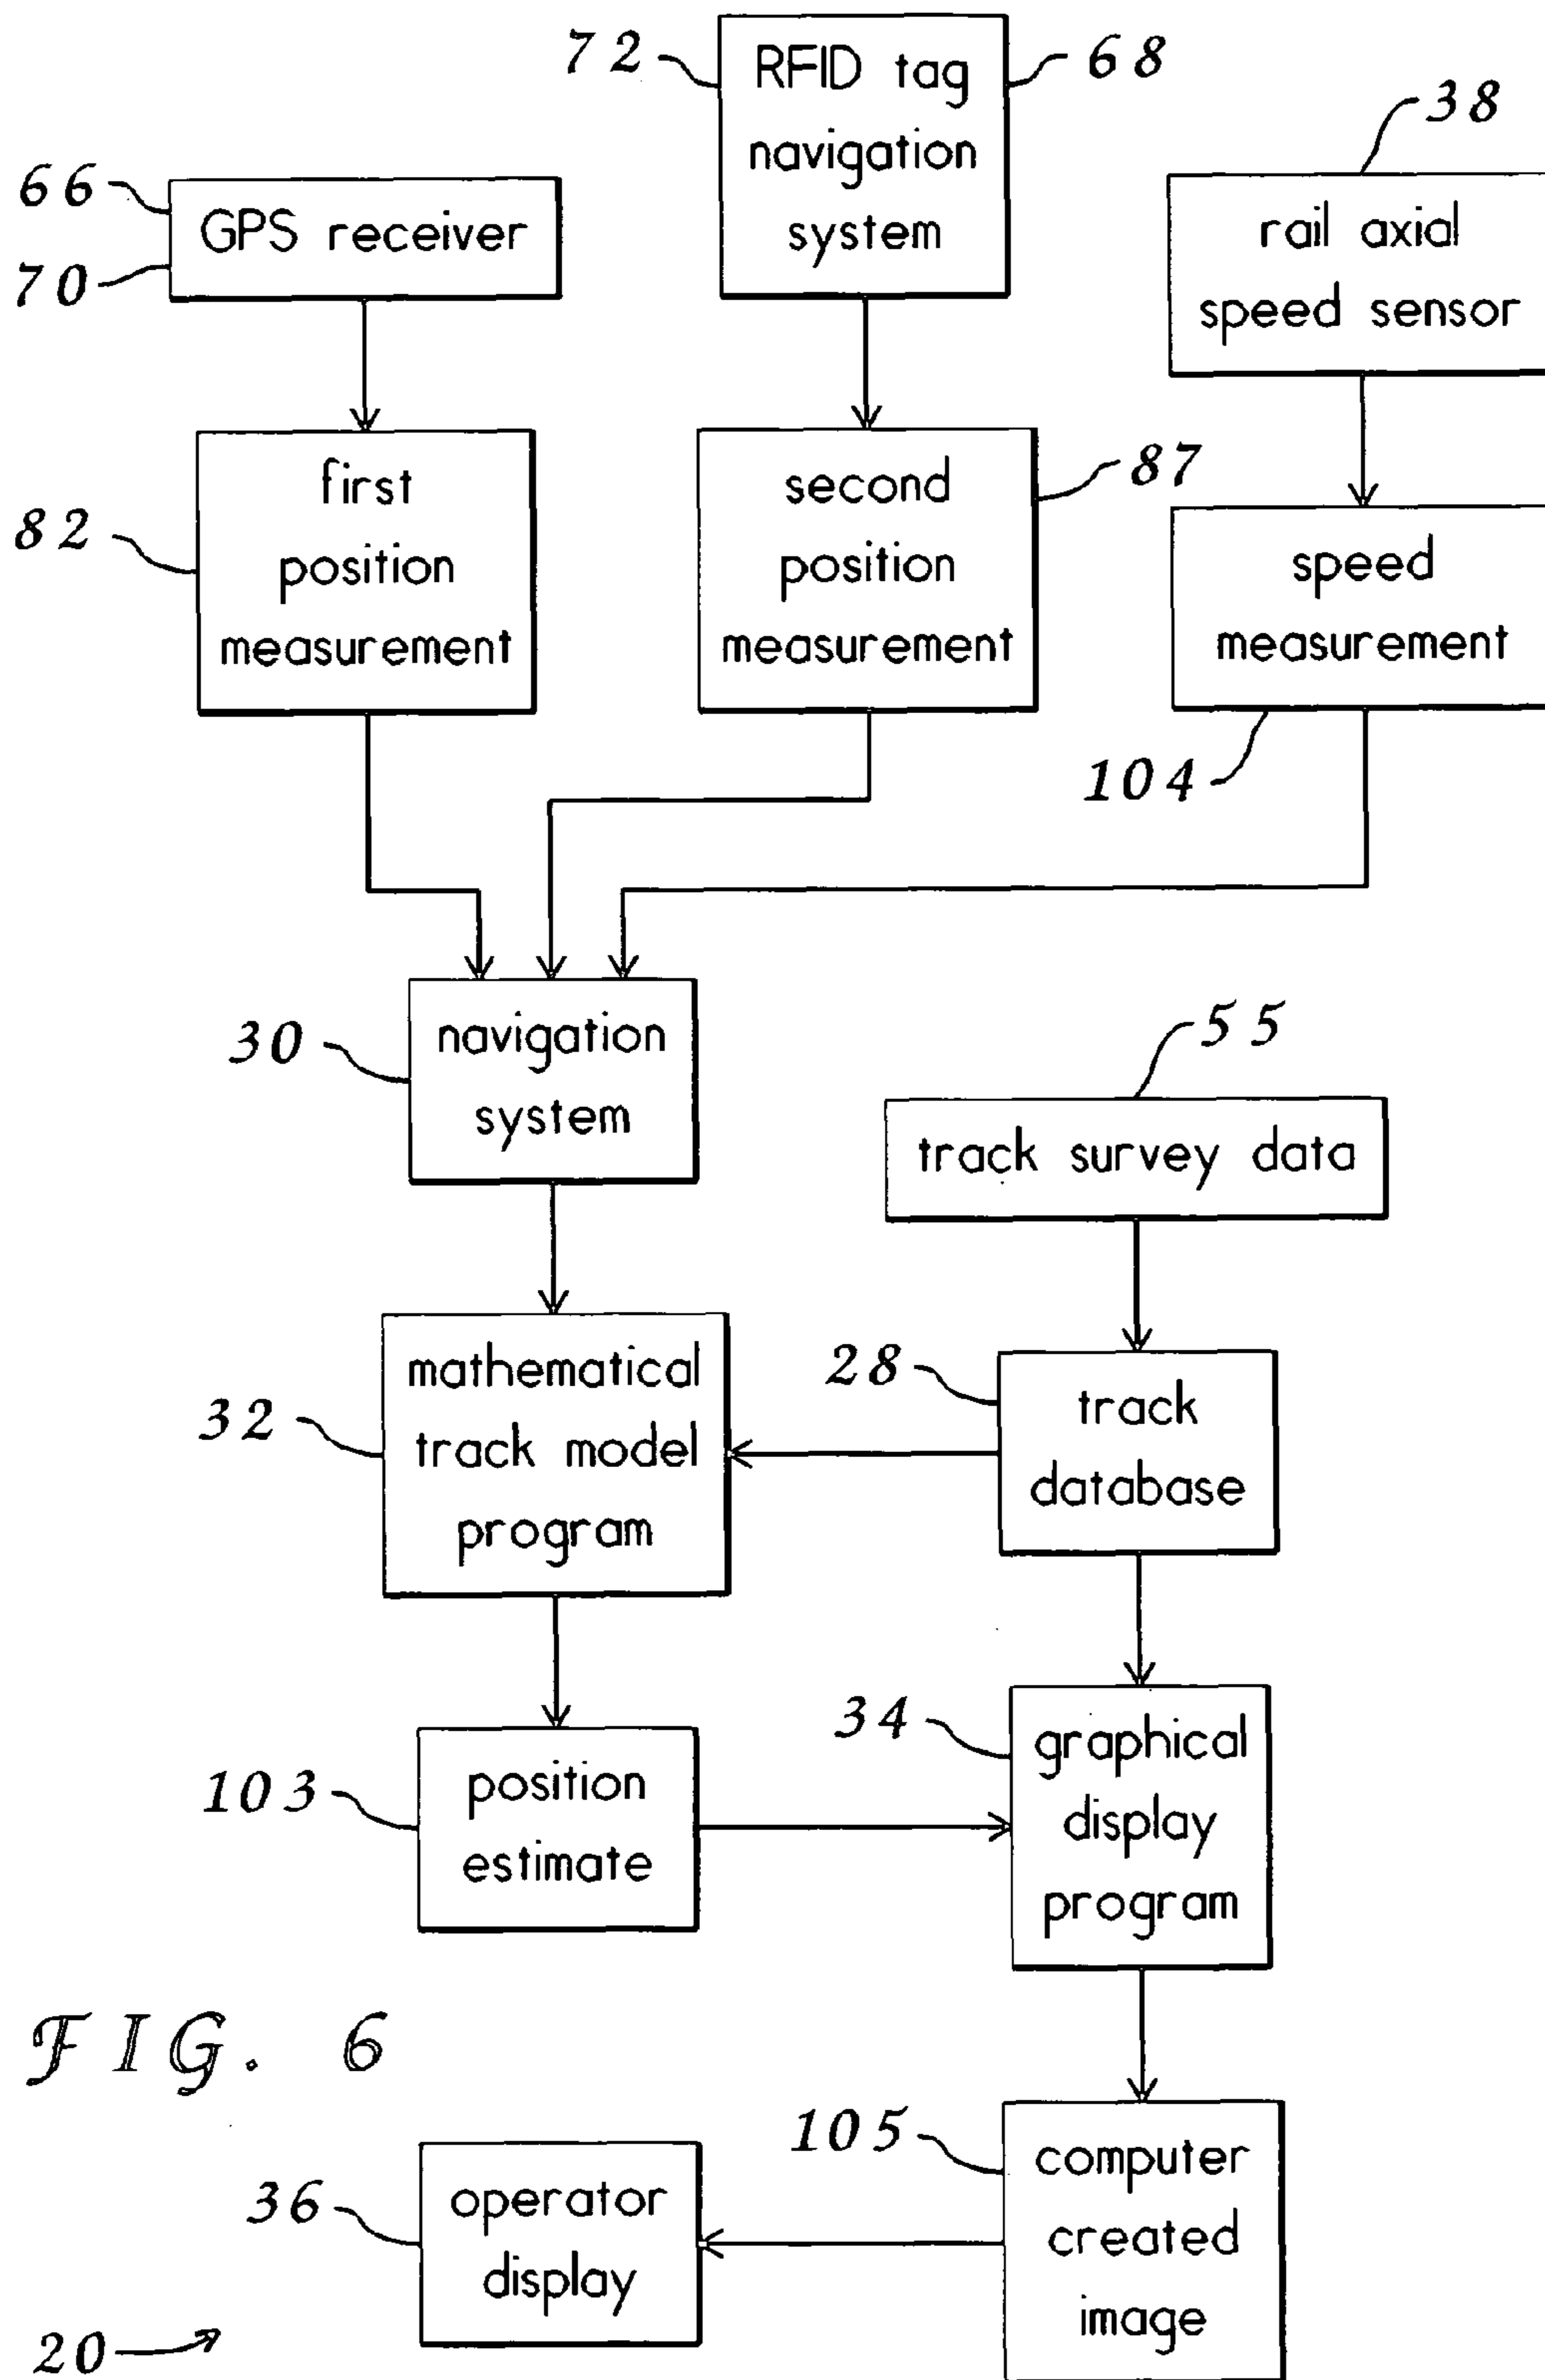 72
RFID tag
navigation
system
68
38
rail axial
speed sensor
66
GPS receiver
70
first
position
measurement
82
second
position
measurement
87
speed
measurement
104
30
navigation
system
55
track survey data
mathematical
track model
program
32
28
track
database
103
position
estimate
34
graphical
display
program
FIG. 6
105
computer
created
image
36
operator
display
20